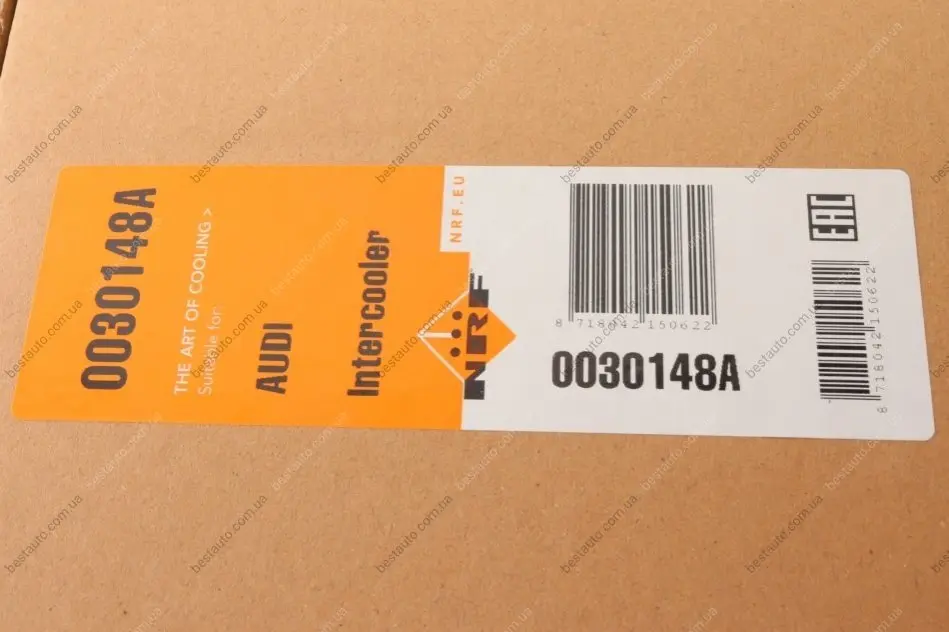 0030148A
THE ART OF COOLING >
Suitable for
AUDI
Intercooler
NRF.EU
NRF
8 718042 150622
0030148A
EAC
8 718042 150622
bestauto.com.ua